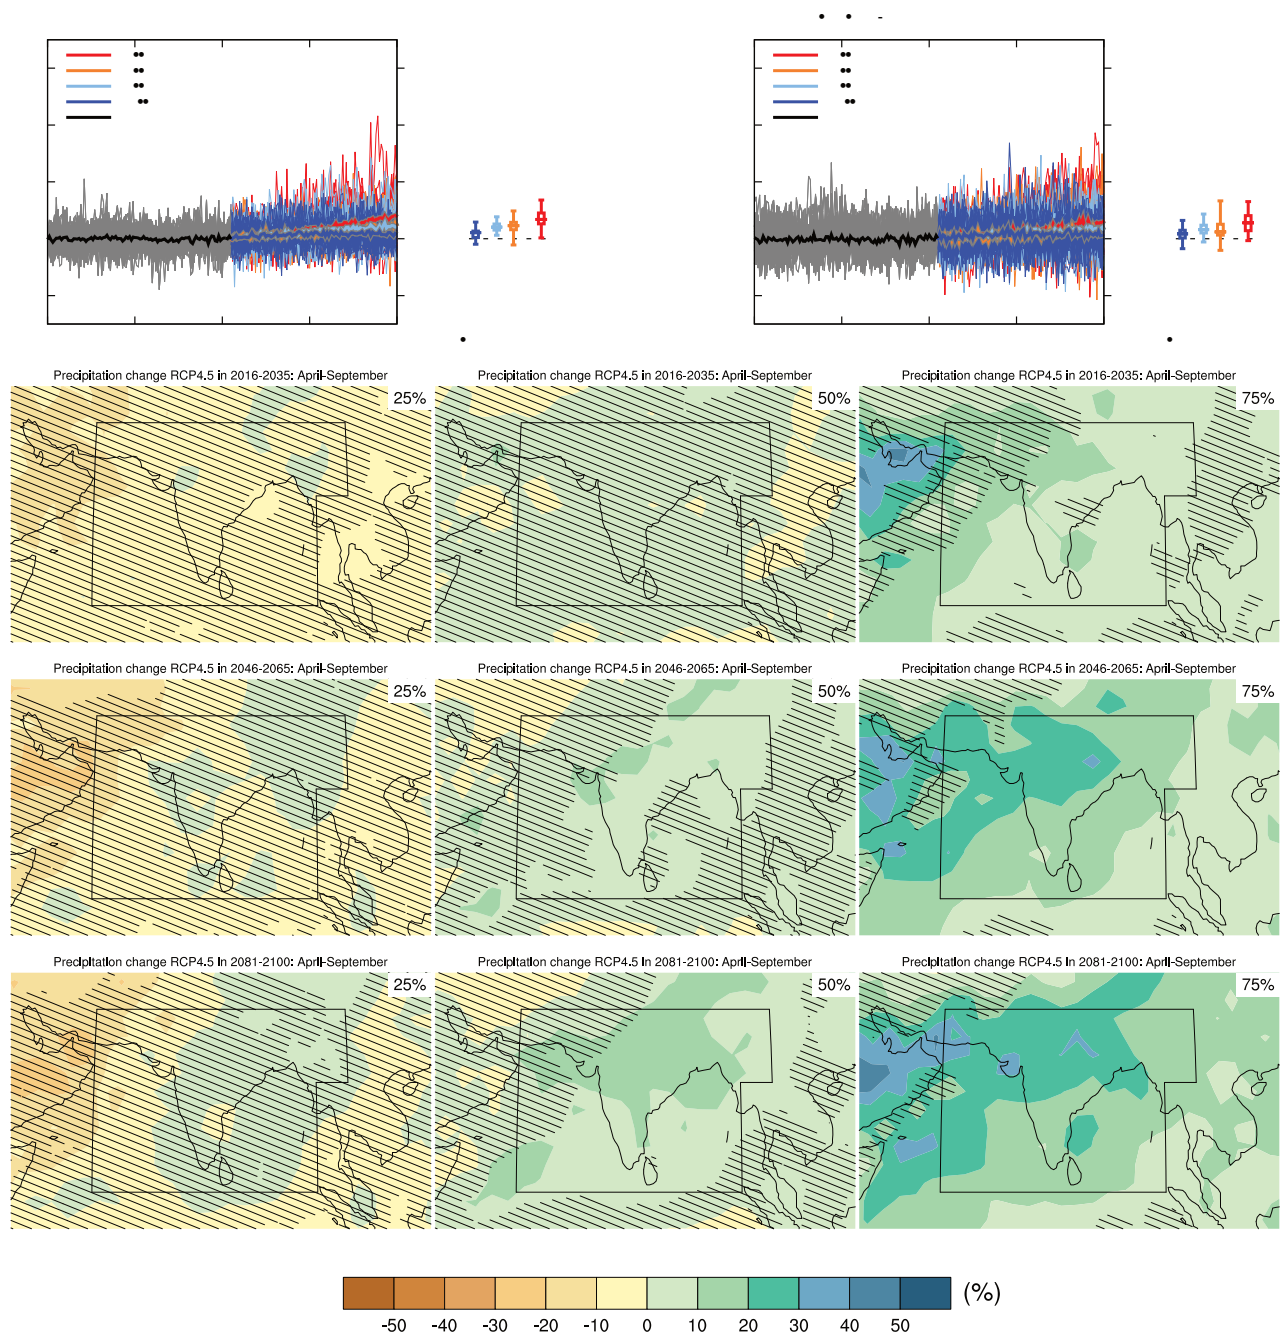 Precipitation change RCP4.5 in 2016-2035: April-September
25%
Precipitation change RCP4.5 in 2016-2035: April-September
50%
Precipitation change RCP4.5 in 2016-2035: April-September
75%
Precipitation change RCP4.5 in 2046-2065: April-September
25%
Precipitation change RCP4.5 in 2046-2065: April-September
50%
Precipitation change RCP4.5 in 2046-2065: April-September
75%
Precipitation change RCP4.5 in 2081-2100: April-September
25%
Precipitation change RCP4.5 in 2081-2100: April-September
50%
Precipitation change RCP4.5 in 2081-2100: April-September
75%
(%)
-50 -40 -30 -20 -10 0 10 20 30 40 50